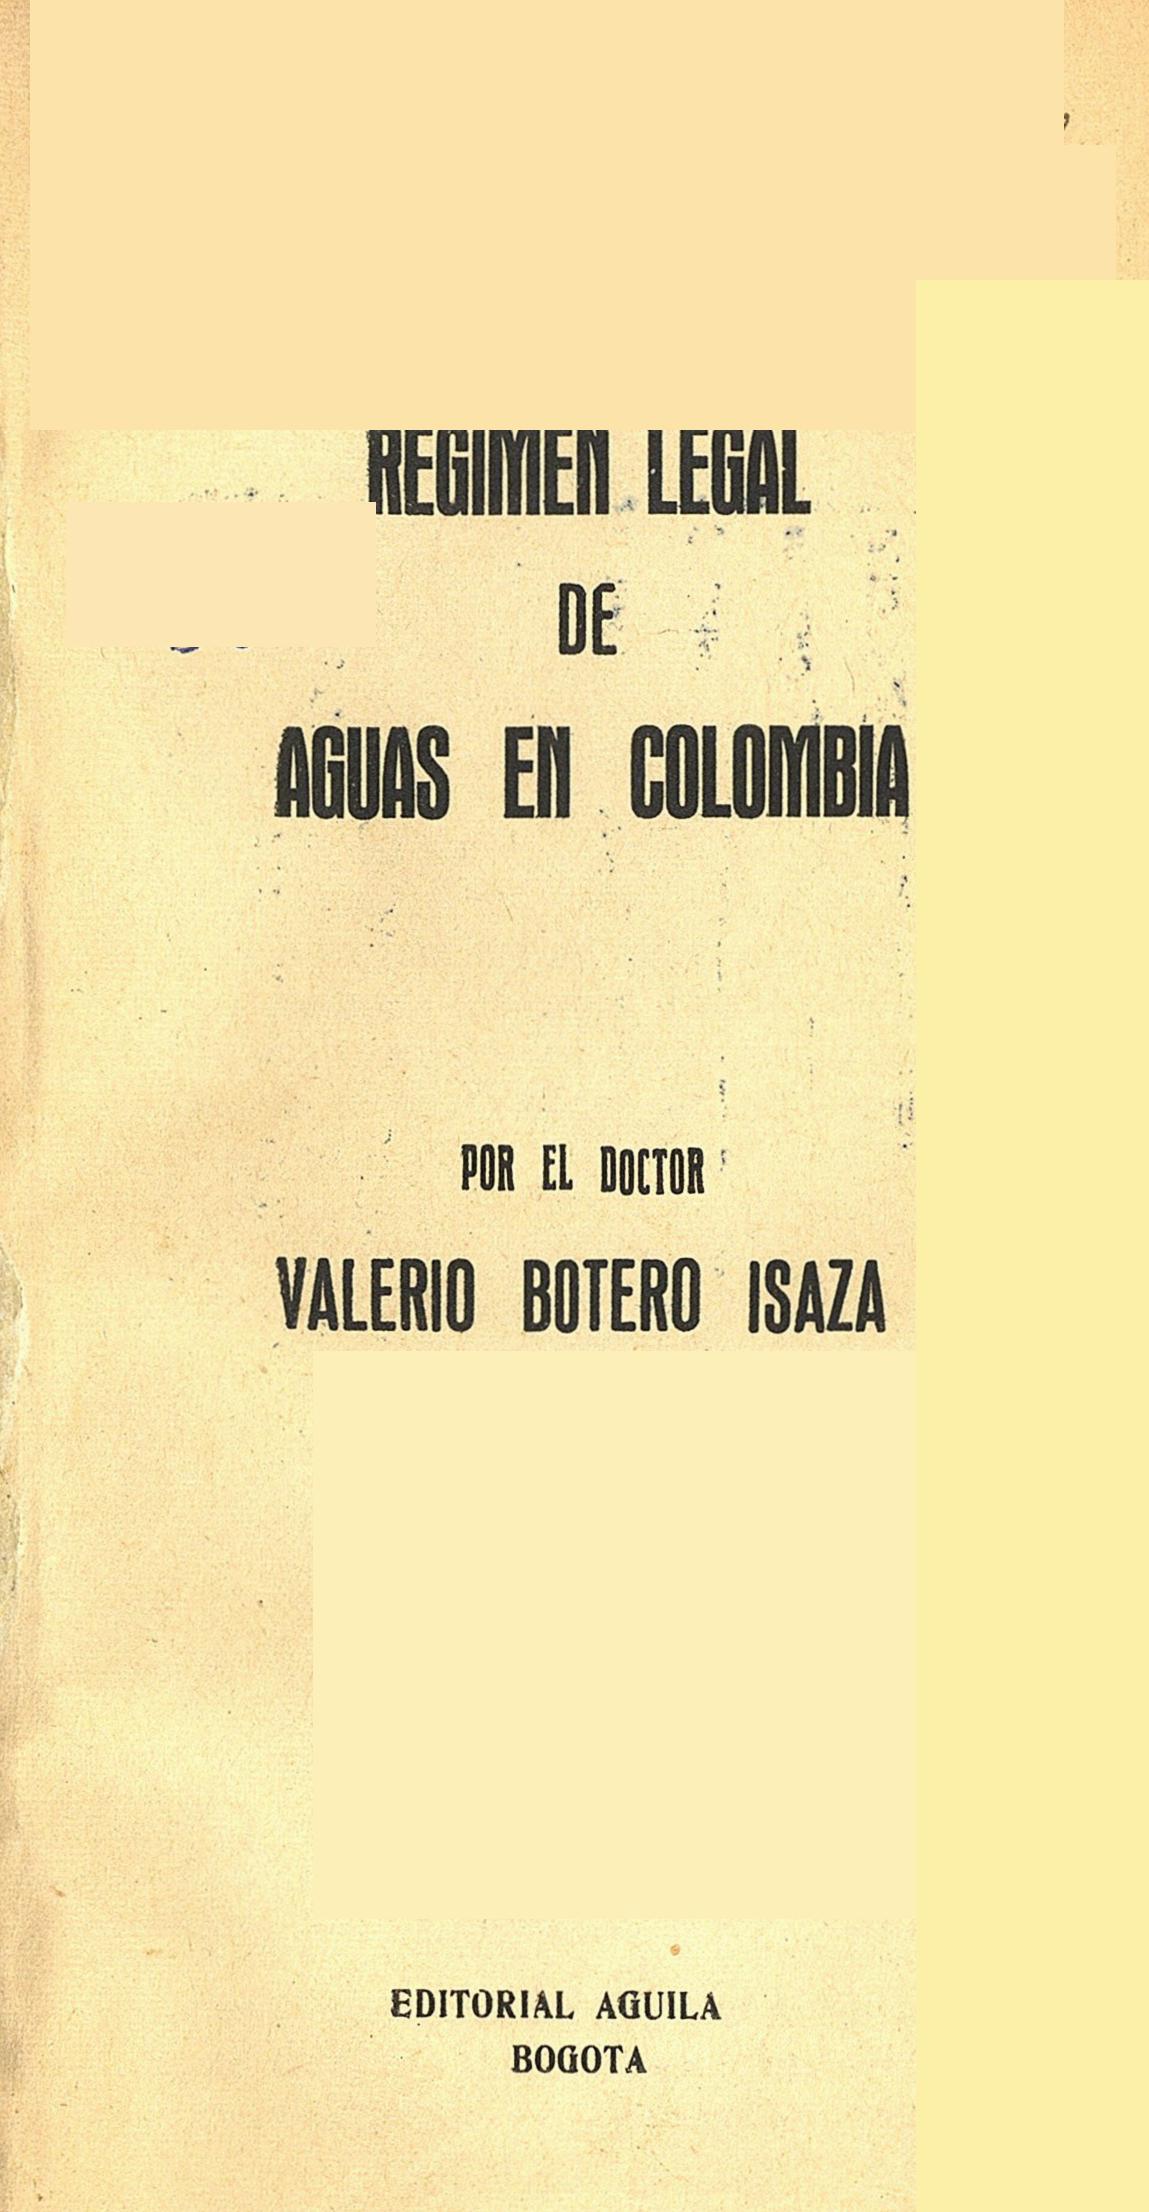 REGIMEN LEGAL
DE
AGUAS EN COLOMBIA
POR EL DOCTOR
VALERIO BOTERO ISAZA
EDITORIAL AGUILA
BOGOTA